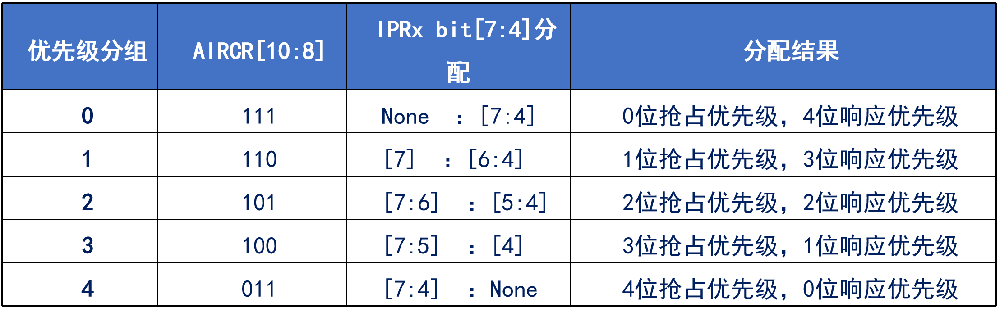 优先级分组 AIRCR[10:8] IPRx bit[7:4]分配 分配结果
0 111 None :[7:4] 0位抢占优先级，4位响应优先级
1 110 [7] :[6:4] 1位抢占优先级，3位响应优先级
2 101 [7:6] :[5:4] 2位抢占优先级，2位响应优先级
3 100 [7:5] :[4] 3位抢占优先级，1位响应优先级
4 011 [7:4] :None 4位抢占优先级，0位响应优先级